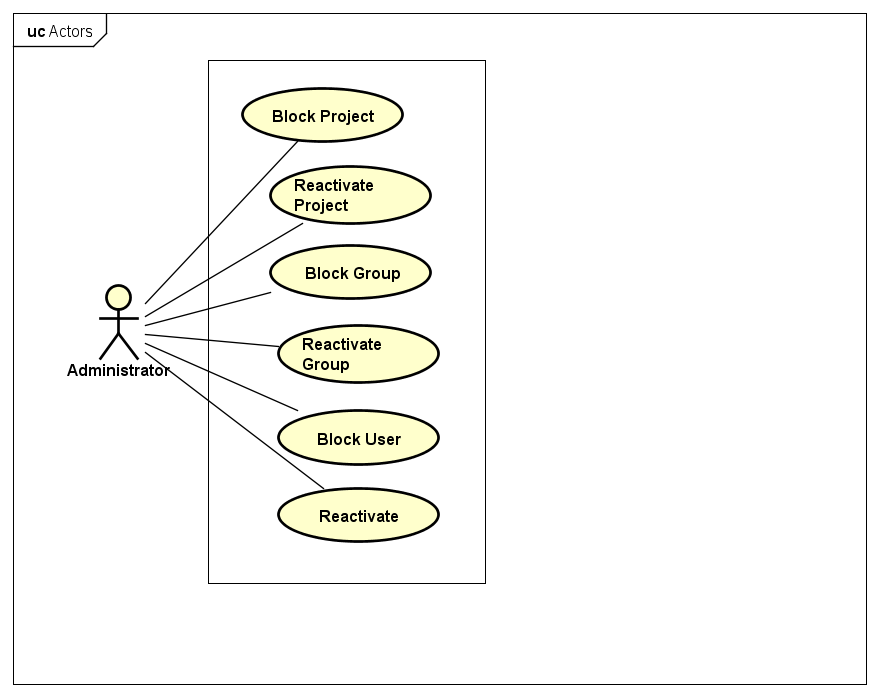 uc Actors
Block Project
Reactivate
Project
Block Group
Reactivate
Group
Administrator
Block User
Reactivate